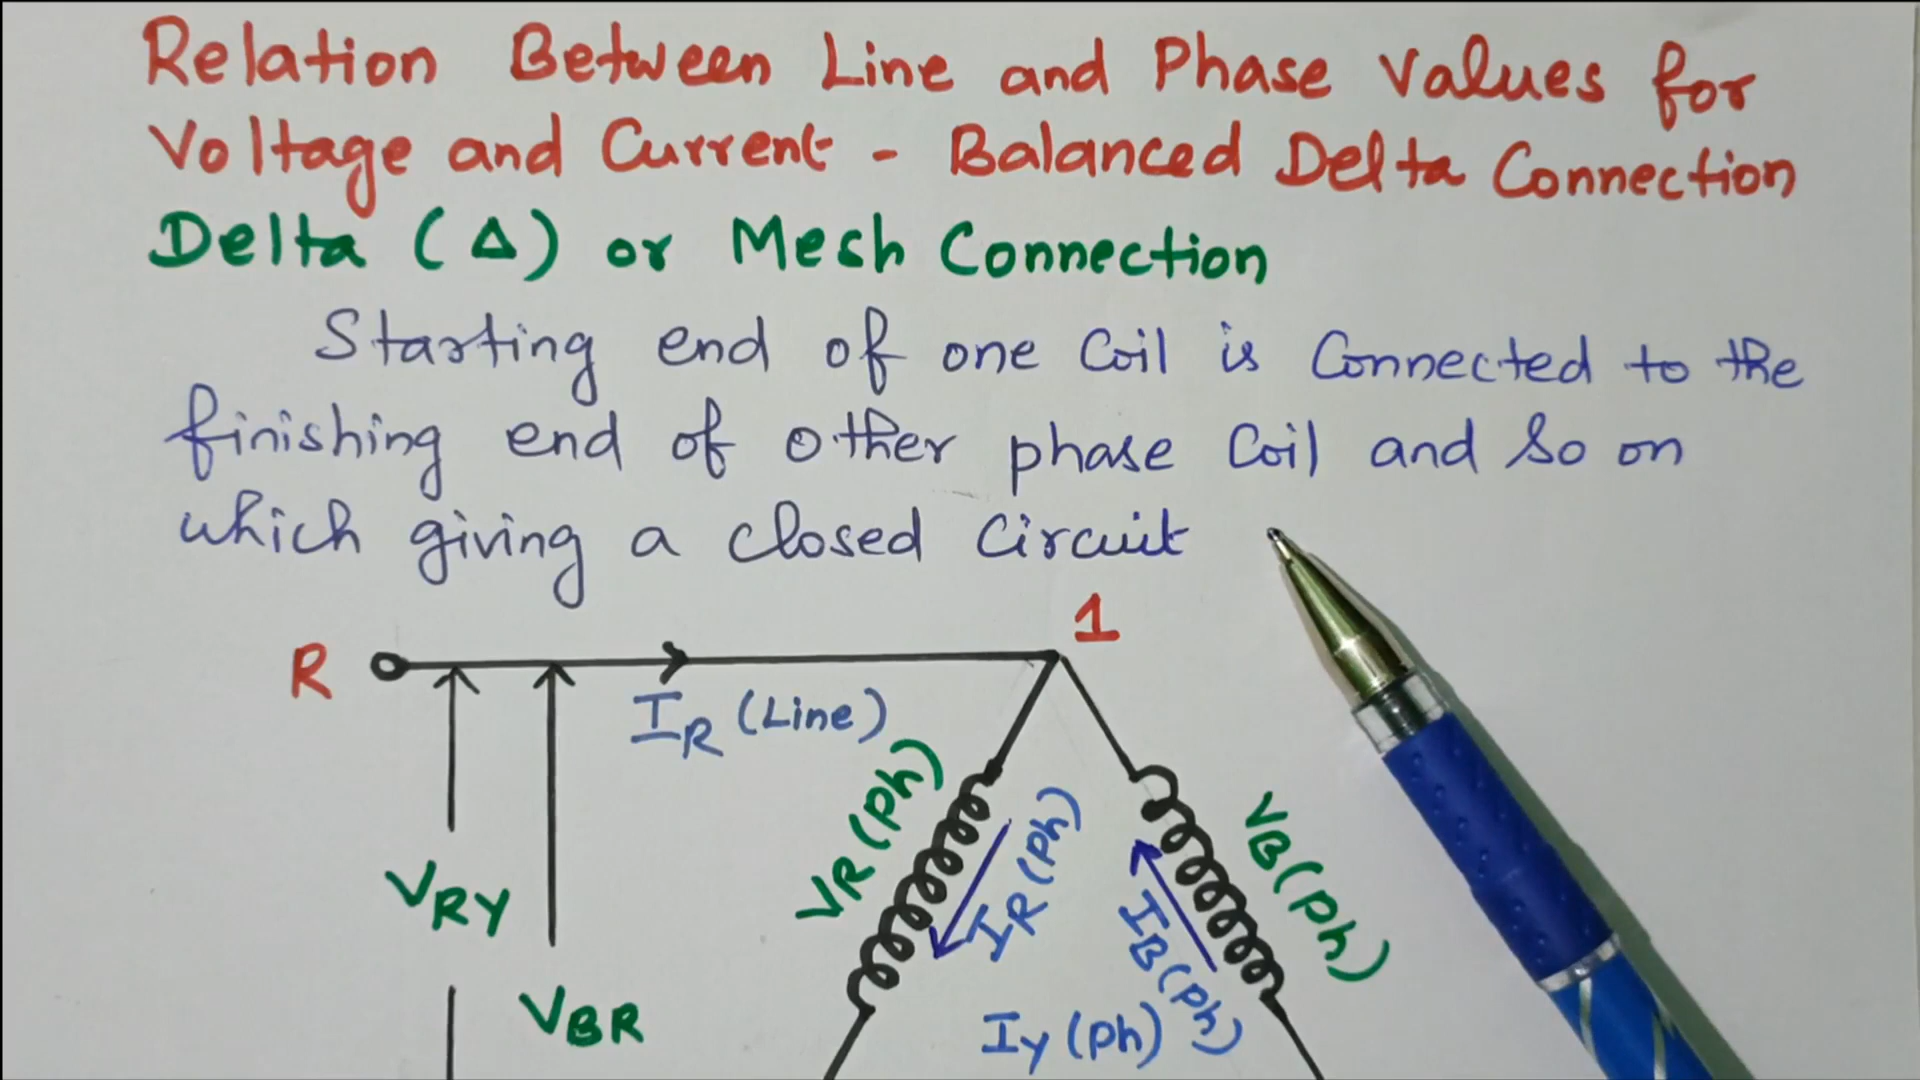 Relation Between Line and Phase Values for
Voltage and Current - Balanced Delta Connection
Delta (Δ) or Mesh Connection
Starting end of one Coil is Connected to the
finishing end of other phase Coil and so on
which giving a closed Circuit
1
R
IR (Line)
VR (Ph)
IR (Ph)
VB (Ph)
IB (Ph)
VRY
VBR
IY (Ph)